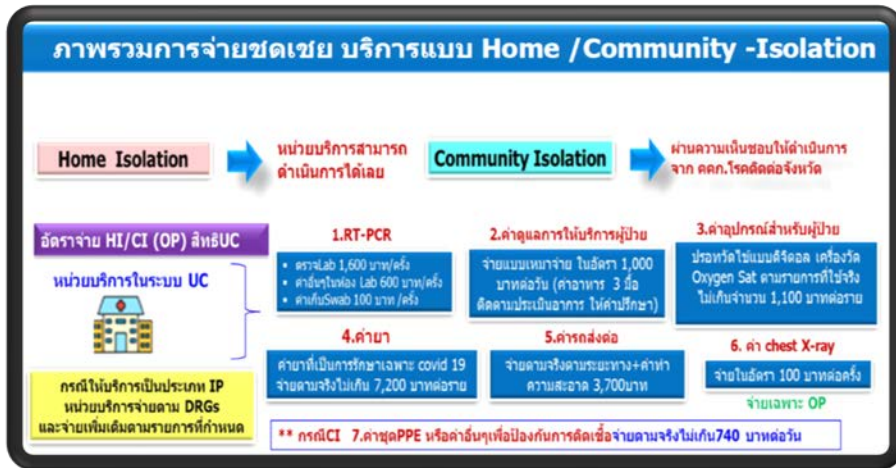 ภาพรวมการจ่ายชดเชย บริการแบบ Home /Community -Isolation
Home Isolation
หน่วยบริการสามารถ
ดำเนินการได้เลย
Community Isolation
ผ่านความเห็นชอบให้ดำเนินการ
จาก คคก.โรคติดต่อจังหวัด
อัตราจ่าย HI/CI (OP) สิทธิUC
หน่วยบริการในระบบ UC
กรณีให้บริการเป็นประเภท IP
หน่วยบริการจ่ายตาม DRGs
และจ่ายเพิ่มเติมตามรายการที่กำหนด
1.RT-PCR
• ตรวจLab 1,600 บาท/ครั้ง
• ค่าอื่นๆในห้อง Lab 600 บาท/ครั้ง
• ค่าเก็บSwab 100 บาท /ครั้ง
2.ค่าดูแลการให้บริการผู้ป่วย
จ่ายแบบเหมาจ่าย ในอัตรา 1,000
บาทต่อวัน (ค่าอาหาร 3 มื้อ
ติดตามประเมินอาการ ให้คำปรึกษา)
3.ค่าอุปกรณ์สำหรับผู้ป่วย
ปรอทวัดไข้แบบดิจิตอล เครื่องวัด
Oxygen Sat ตามรายการที่ใช้จริง
ไม่เกินจำนวน 1,100 บาทต่อราย
4.ค่ายา
ค่ายาที่เป็นการรักษาเฉพาะ covid 19
จ่ายตามจริงไม่เกิน 7,200 บาทต่อราย
5.ค่ารถส่งต่อ
จ่ายตามจริงตามระยะทาง+ค่าทำ
ความสะอาด 3,700บาท
6. ค่า chest X-ray
จ่ายในอัตรา 100 บาทต่อครั้ง
จ่ายเฉพาะ OP
** กรณีCI 7.ค่าชุดPPE หรือค่าอื่นๆเพื่อป้องกันการติดเชื้อจ่ายตามจริงไม่เกิน740 บาทต่อวัน